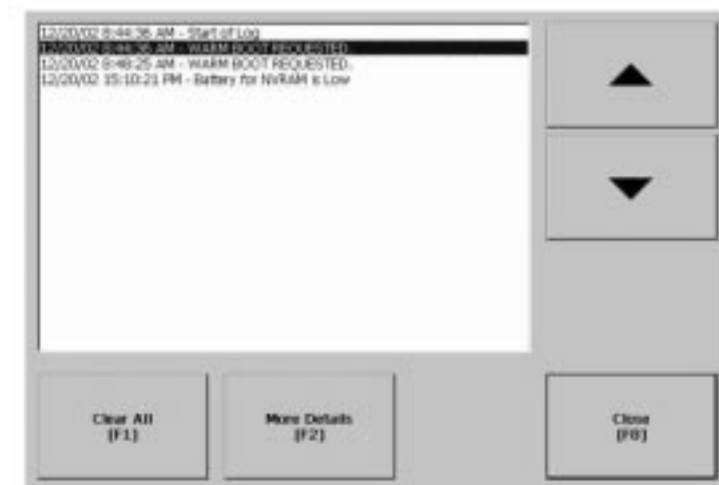 12/20/02 8:44:36 AM - Start of Log
12/20/02 8:44:36 AM - WARM BOOT REQUESTED.
12/20/02 8:48:25 AM - WARM BOOT REQUESTED.
12/20/02 15:10:21 PM - Battery for NVRAM is Low
Clear All
[F1]
More Details
[F2]
Close
[F8]